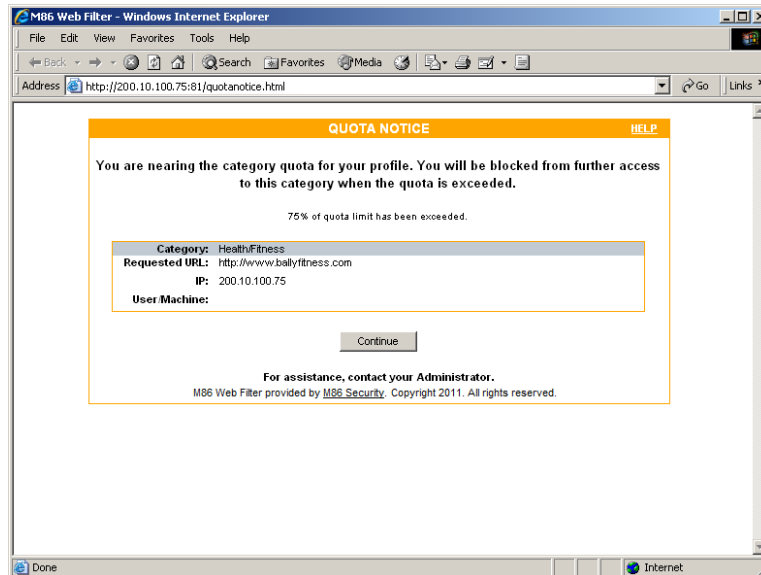 M86 Web Filter - Windows Internet Explorer
File Edit View Favorites Tools Help
Back Search Favorites Media
Address http://200.10.100.75:81/quotanotice.html Go Links
QUOTA NOTICE HELP
You are nearing the category quota for your profile. You will be blocked from further access
to this category when the quota is exceeded.
75% of quota limit has been exceeded.
Category: Health/Fitness
Requested URL: http://www.ballyfitness.com
IP: 200.10.100.75
User/Machine:
Continue
For assistance, contact your Administrator.
M86 Web Filter provided by M86 Security. Copyright 2011. All rights reserved.
Done Internet